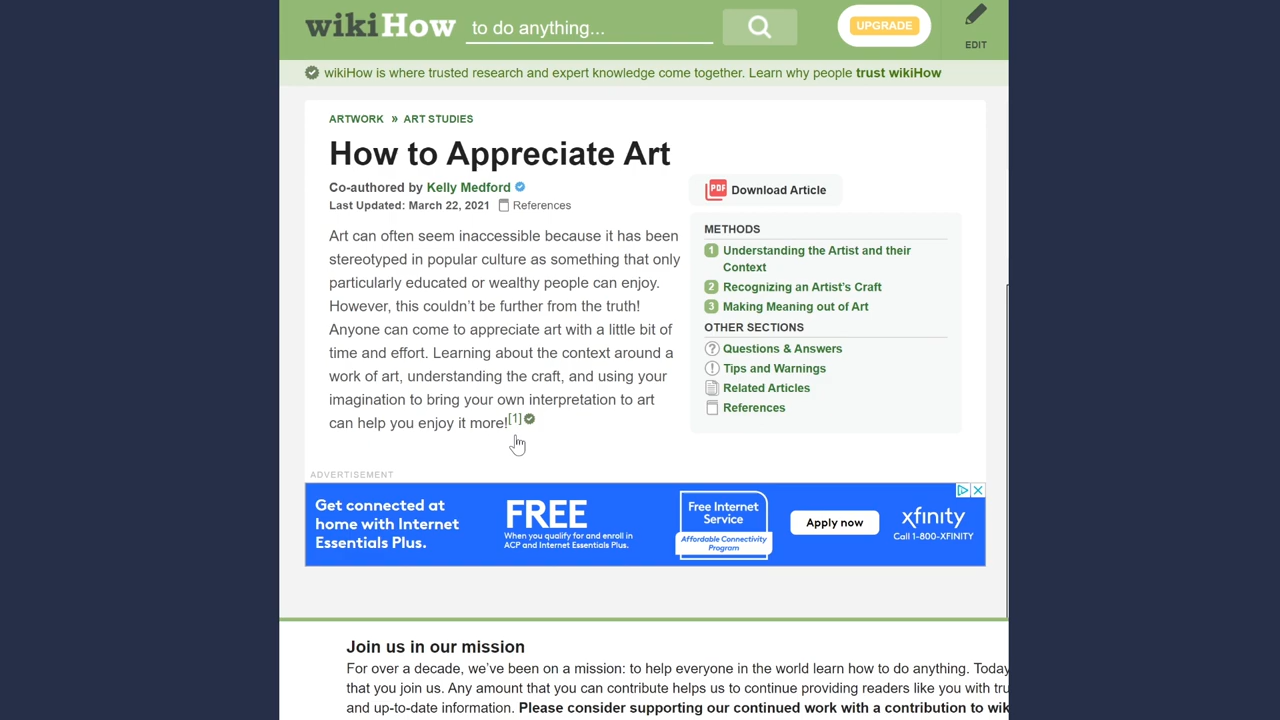 wikiHow to do anything... UPGRADE EDIT
wikiHow is where trusted research and expert knowledge come together. Learn why people trust wikiHow
ARTWORK » ART STUDIES
How to Appreciate Art
Co-authored by Kelly Medford
Last Updated: March 22, 2021 References
Art can often seem inaccessible because it has been
stereotyped in popular culture as something that only
particularly educated or wealthy people can enjoy.
However, this couldn't be further from the truth!
Anyone can come to appreciate art with a little bit of
time and effort. Learning about the context around a
work of art, understanding the craft, and using your
imagination to bring your own interpretation to art
can help you enjoy it more![1]
PDF Download Article
METHODS
1 Understanding the Artist and their
Context
2 Recognizing an Artist's Craft
3 Making Meaning out of Art
OTHER SECTIONS
Questions & Answers
Tips and Warnings
Related Articles
References
ADVERTISEMENT
Get connected at
home with Internet
Essentials Plus.
FREE
When you qualify for and enroll in
ACP and Internet Essentials Plus.
Free Internet
Service
Affordable Connectivity
Program
Apply now
xfinity
Call 1-800-XFINITY
Join us in our mission
For over a decade, we've been on a mission: to help everyone in the world learn how to do anything. Today
that you join us. Any amount that you can contribute helps us to continue providing readers like you with tru
and up-to-date information. Please consider supporting our continued work with a contribution to wik